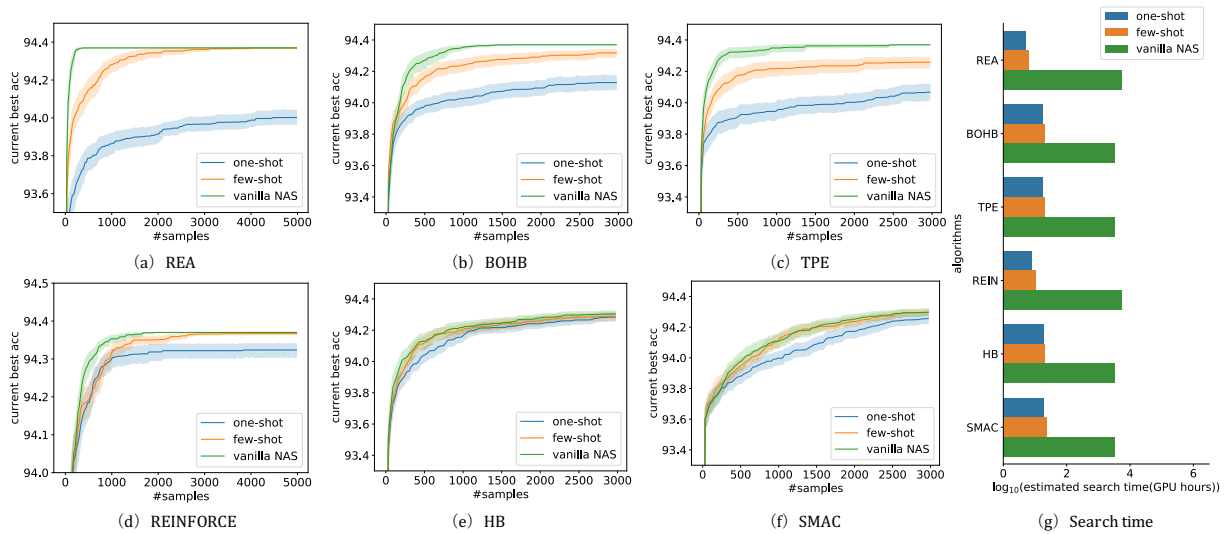 94.4
94.2
94.0
93.8
93.6
current best acc
one-shot
few-shot
vanilla NAS
0 1000 2000 3000 4000 5000
#samples
(a) REA
94.4
94.2
94.0
93.8
93.6
93.4
current best acc
one-shot
few-shot
vanilla NAS
0 500 1000 1500 2000 2500 3000
#samples
(b) BOHB
94.4
94.2
94.0
93.8
93.6
93.4
current best acc
one-shot
few-shot
vanilla NAS
0 500 1000 1500 2000 2500 3000
#samples
(c) TPE
94.5
94.4
94.3
94.2
94.1
94.0
current best acc
one-shot
few-shot
vanilla NAS
0 1000 2000 3000 4000 5000
#samples
(d) REINFORCE
94.4
94.2
94.0
93.8
93.6
93.4
current best acc
one-shot
few-shot
vanilla NAS
0 500 1000 1500 2000 2500 3000
#samples
(e) HB
94.4
94.2
94.0
93.8
93.6
93.4
current best acc
one-shot
few-shot
vanilla NAS
0 500 1000 1500 2000 2500 3000
#samples
(f) SMAC
one-shot
few-shot
vanilla NAS
REA
BOHB
TPE
REIN
HB
SMAC
algorithms
0 2 4 6
log₁₀(estimated search time(GPU hours))
(g) Search time